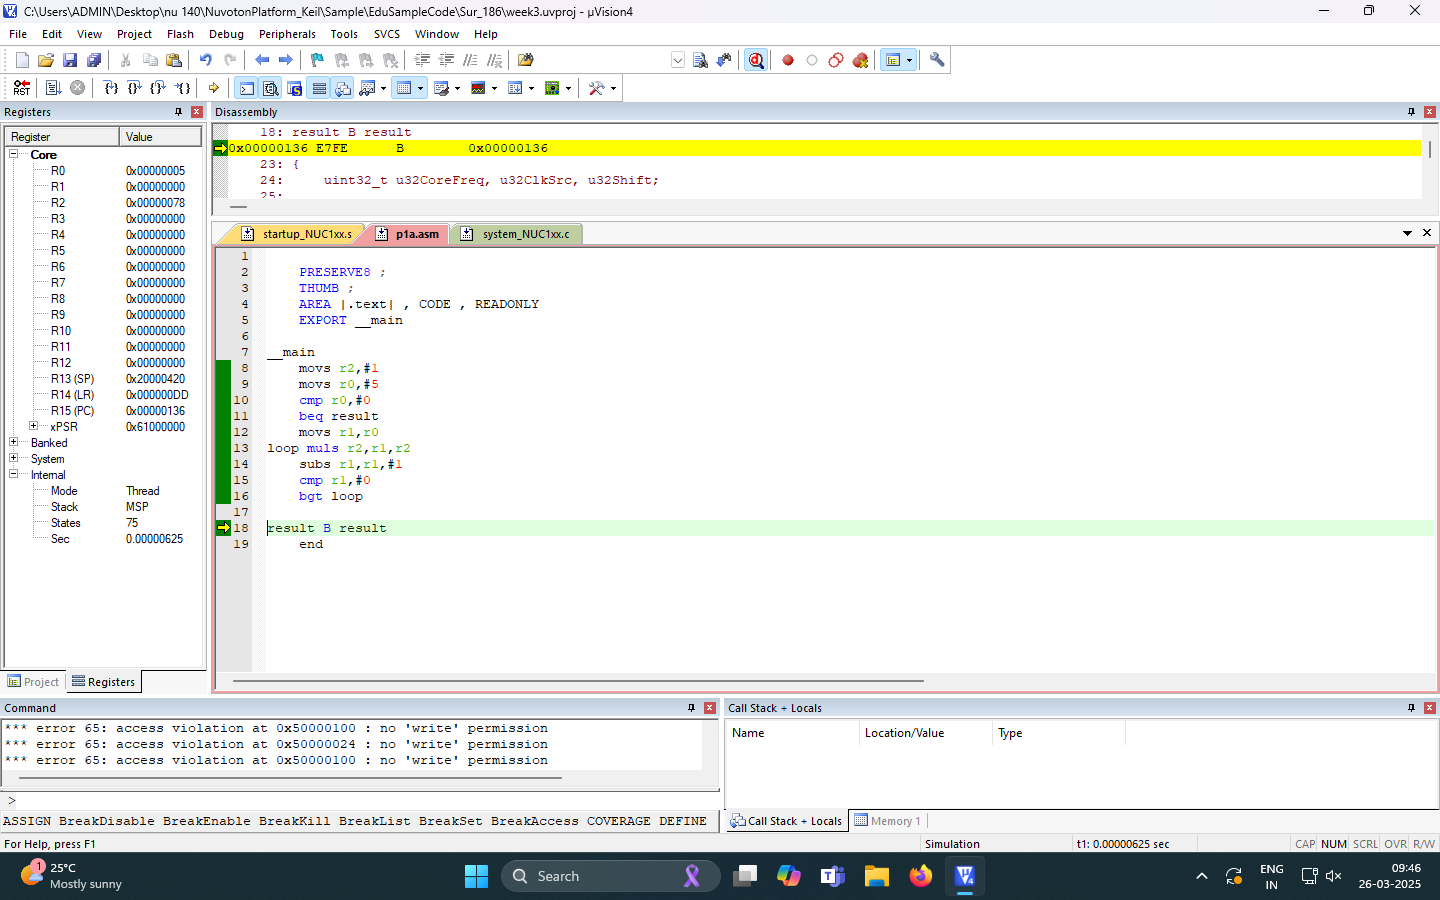 C:\Users\ADMIN\Desktop\nu 140\NuvotonPlatform_Keil\Sample\EduSampleCode\Sur_186\week3.uvproj - µVision4
File Edit View Project Flash Debug Peripherals Tools SVCS Window Help
RST
Registers
Register Value
Core
R0 0x00000005
R1 0x00000000
R2 0x00000078
R3 0x00000000
R4 0x00000000
R5 0x00000000
R6 0x00000000
R7 0x00000000
R8 0x00000000
R9 0x00000000
R10 0x00000000
R11 0x00000000
R12 0x00000000
R13 (SP) 0x20000420
R14 (LR) 0x000000DD
R15 (PC) 0x00000136
xPSR 0x61000000
Banked
System
Internal
Mode Thread
Stack MSP
States 75
Sec 0.00000625
Project Registers
Disassembly
18: result B result
0x00000136 E7FE B 0x00000136
23: {
24: uint32_t u32CoreFreq, u32ClkSrc, u32Shift;
25:
startup_NUC1xx.s p1a.asm system_NUC1xx.c
1
2 PRESERVE8 ;
3 THUMB ;
4 AREA |.text| , CODE , READONLY
5 EXPORT __main
6
7 __main
8 movs r2,#1
9 movs r0,#5
10 cmp r0,#0
11 beq result
12 movs r1,r0
13 loop muls r2,r1,r2
14 subs r1,r1,#1
15 cmp r1,#0
16 bgt loop
17
18 result B result
19 end
Command
*** error 65: access violation at 0x50000100 : no 'write' permission
*** error 65: access violation at 0x50000024 : no 'write' permission
*** error 65: access violation at 0x50000100 : no 'write' permission
>
ASSIGN BreakDisable BreakEnable BreakKill BreakList BreakSet BreakAccess COVERAGE DEFINE
Call Stack + Locals
Name Location/Value Type
Call Stack + Locals Memory 1
For Help, press F1 Simulation t1: 0.00000625 sec CAP NUM SCRL OVR R/W
1
25°C
Mostly sunny
Search
ENG
IN
09:46
26-03-2025